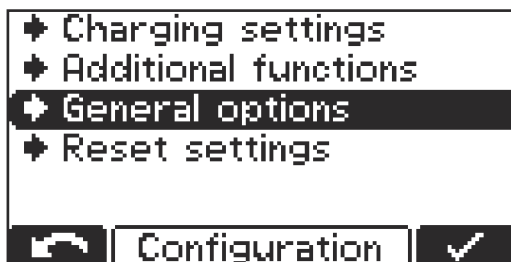 Charging settings
Additional functions
General options
Reset settings
Configuration